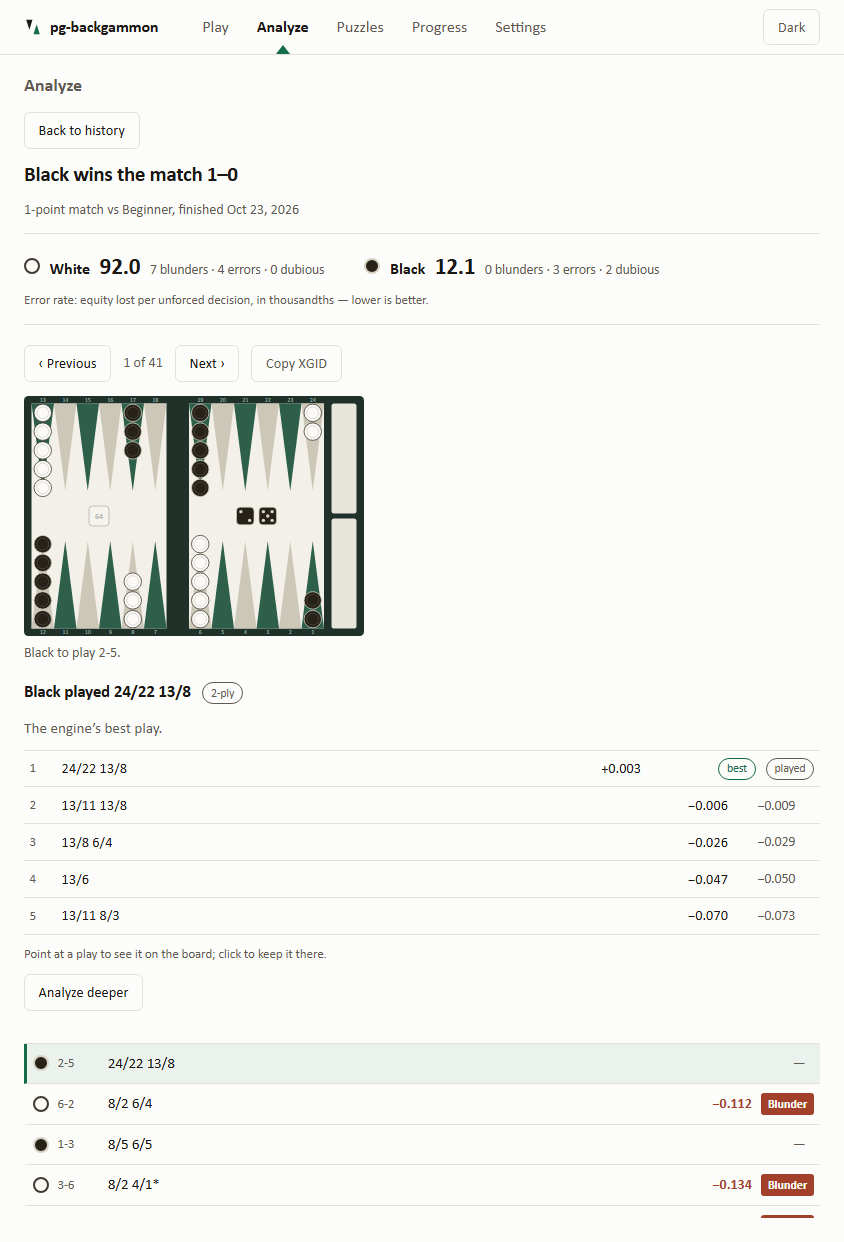 pg-backgammon Play Analyze Puzzles Progress Settings Dark
Analyze
Back to history
Black wins the match 1–0
1-point match vs Beginner, finished Oct 23, 2026
White 92.0 7 blunders · 4 errors · 0 dubious Black 12.1 0 blunders · 3 errors · 2 dubious
Error rate: equity lost per unforced decision, in thousandths — lower is better.
‹ Previous 1 of 41 Next › Copy XGID
13 14 15 16 17 18 19 20 21 22 23 24
64
12 11 10 9 8 7 6 5 4 3 2 1
Black to play 2-5.
Black played 24/22 13/8 2-ply
The engine’s best play.
1 24/22 13/8 +0.003 best played
2 13/11 13/8 −0.006 −0.009
3 13/8 6/4 −0.026 −0.029
4 13/6 −0.047 −0.050
5 13/11 8/3 −0.070 −0.073
Point at a play to see it on the board; click to keep it there.
Analyze deeper
2-5 24/22 13/8 —
6-2 8/2 6/4 −0.112 Blunder
1-3 8/5 6/5 —
3-6 8/2 4/1* −0.134 Blunder